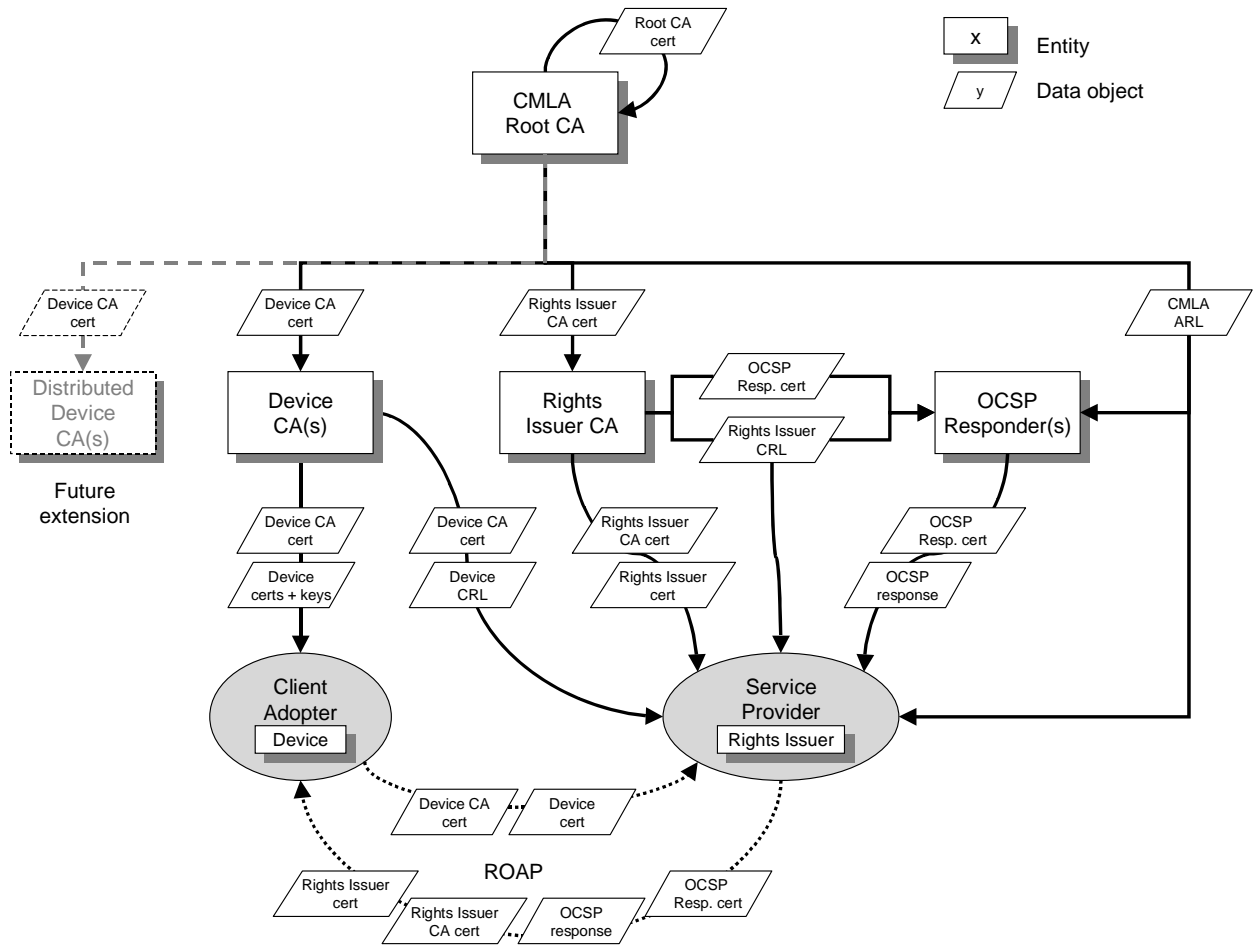 Root CA
cert
x
Entity
y
Data object
CMLA
Root CA
Device CA
cert
Device CA
cert
Rights Issuer
CA cert
CMLA
ARL
Distributed
Device
CA(s)
Device
CA(s)
Rights
Issuer CA
OCSP
Resp. cert
Rights Issuer
CRL
OCSP
Responder(s)
Future
extension
Device CA
cert
Device
certs + keys
Device CA
cert
Device
CRL
Rights Issuer
CA cert
Rights Issuer
cert
OCSP
Resp. cert
OCSP
response
Client
Adopter
Device
Service
Provider
Rights Issuer
Device CA
cert
Device
cert
ROAP
Rights Issuer
cert
Rights Issuer
CA cert
OCSP
response
OCSP
Resp. cert